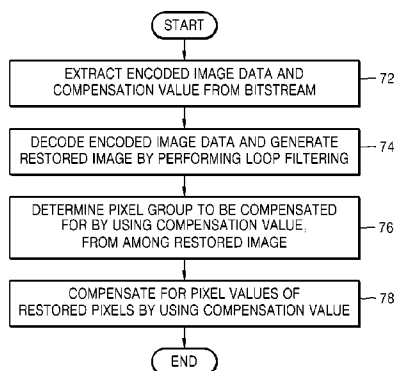 START
EXTRACT ENCODED IMAGE DATA AND
COMPENSATION VALUE FROM BITSTREAM
72
DECODE ENCODED IMAGE DATA AND GENERATE
RESTORED IMAGE BY PERFORMING LOOP FILTERING
74
DETERMINE PIXEL GROUP TO BE COMPENSATED
FOR BY USING COMPENSATION VALUE,
FROM AMONG RESTORED IMAGE
76
COMPENSATE FOR PIXEL VALUES OF
RESTORED PIXELS BY USING COMPENSATION VALUE
78
END